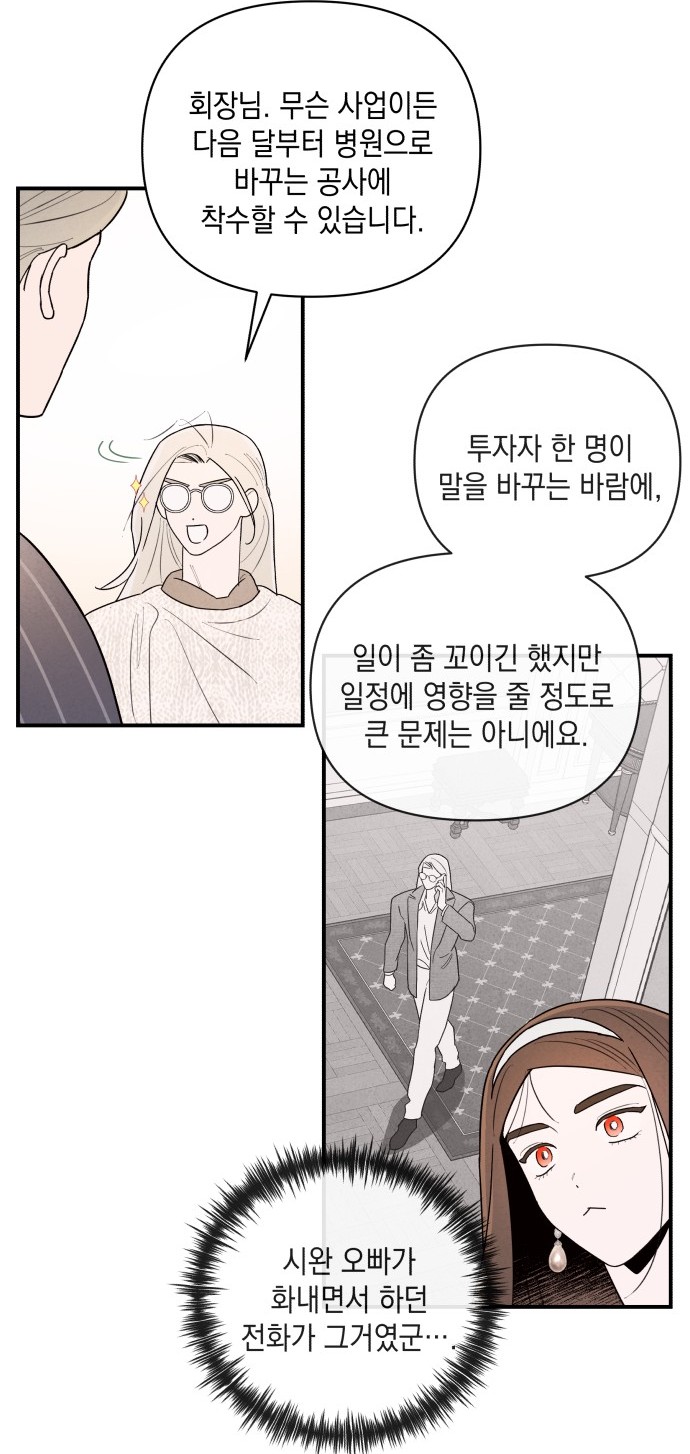 회장님. 무슨 사업이든
다음 달부터 병원으로
바꾸는 공사에
착수할 수 있습니다.
투자자 한 명이
말을 바꾸는 바람에,
일이 좀 꼬이긴 했지만
일정에 영향을 줄 정도로
큰 문제는 아니에요.
시완 오빠가
화내면서 하던
전화가 그거였군….